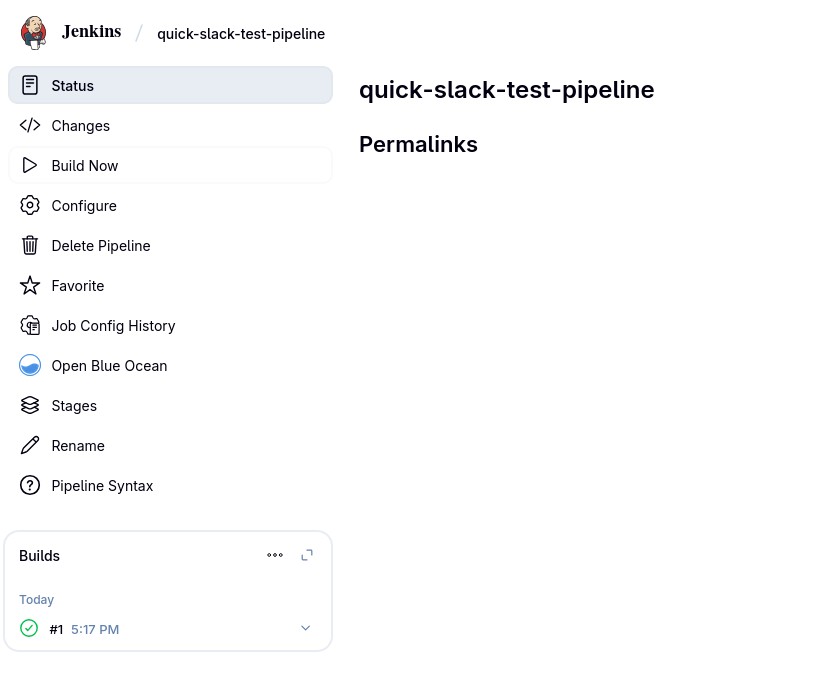 Jenkins / quick-slack-test-pipeline
Status
Changes
Build Now
Configure
Delete Pipeline
Favorite
Job Config History
Open Blue Ocean
Stages
Rename
Pipeline Syntax
Builds
Today
#1 5:17 PM
quick-slack-test-pipeline
Permalinks